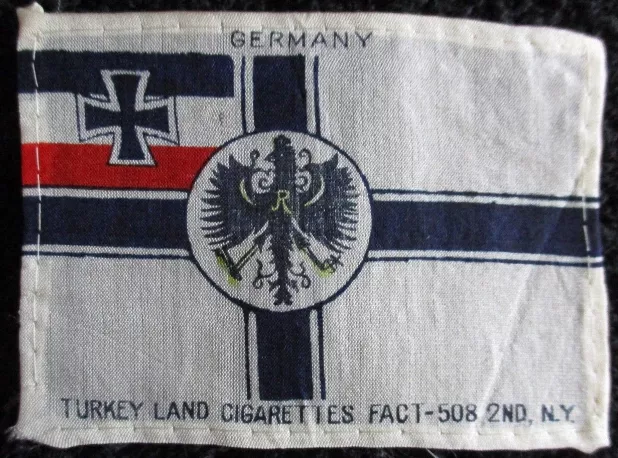 GERMANY
R
TURKEY LAND CIGARETTES FACT-508 2ND, N.Y.